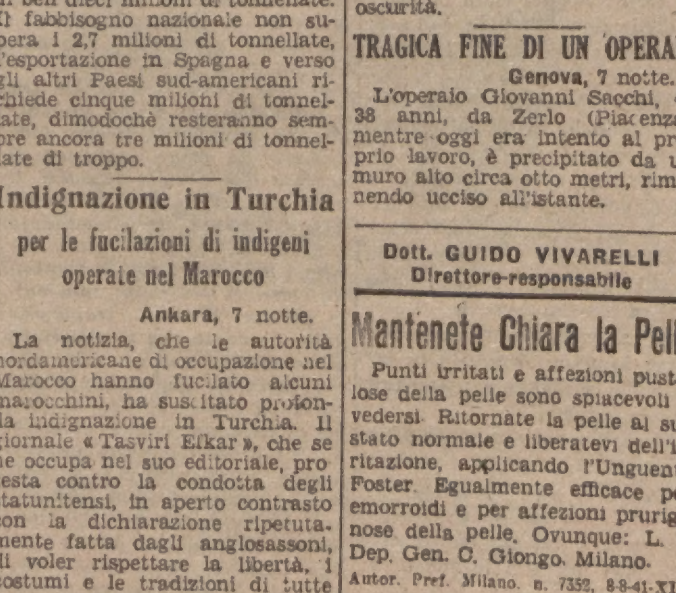 di ben dieci milioni di tonnellate.
Il fabbisogno nazionale non su-
pera i 2,7 milioni di tonnellate,
l'esportazione in Spagna e verso
gli altri Paesi sud-americani ri-
chiede cinque milioni di tonnel-
late, dimodochè resteranno sem-
pre ancora tre milioni di tonnel-
late di troppo.
Indignazione in Turchia
per le fucilazioni di indigeni
operate nel Marocco
Ankara, 7 notte.
La notizia, che le autorità
nordamericane di occupazione nel
Marocco hanno fucilato alcuni
marocchini, ha suscitato profon-
da indignazione in Turchia. Il
giornale « Tasviri Efkar », che se
ne occupa nel suo editoriale, pro
testa contro la condotta degli
statunitensi, in aperto contrasto
con la dichiarazione ripetuta-
mente fatta dagli anglosassoni,
di voler rispettare la libertà, i
costumi e le tradizioni di tutte
oscurità.
TRAGICA FINE DI UN OPERA
Genova, 7 notte.
L'operaio Giovanni Sacchi,
38 anni, da Zerlo (Piacenza
mentre oggi era intento al pr
prio lavoro, è precipitato da u
muro alto circa otto metri, rim
nendo ucciso all'istante.
Dott. GUIDO VIVARELLI
Direttore-responsabile
Mantenete Chiara la Pell
Punti irritati e affezioni pust
lose della pelle sono spiacevoli
vedersi. Ritornate la pelle al su
stato normale e liberatevi dell'i
ritazione, applicando l'Unguen
Foster. Egualmente efficace pe
emorroidi e per affezioni prurig
nose della pelle. Ovunque: L.
Dep. Gen. C. Giongo. Milano.
Autor. Pref. Milano. n. 7352, 8-8-41-XI